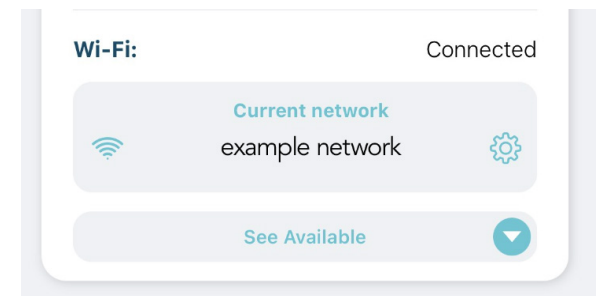 Wi-Fi: Connected
Current network
example network
See Available